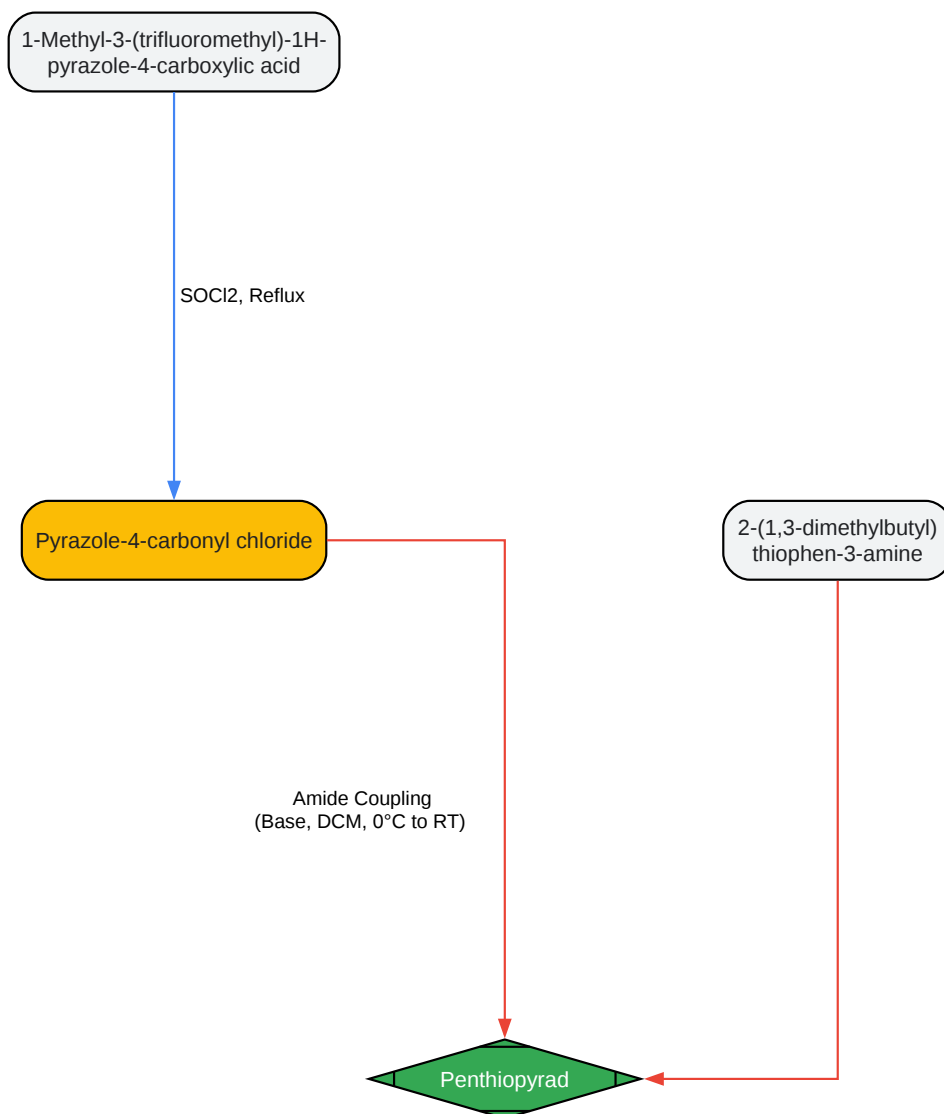 1-Methyl-3-(trifluoromethyl)-1H-
pyrazole-4-carboxylic acid
SOCl2, Reflux
Pyrazole-4-carbonyl chloride
2-(1,3-dimethylbutyl)
thiophen-3-amine
Amide Coupling
(Base, DCM, 0°C to RT)
Penthiopyrad